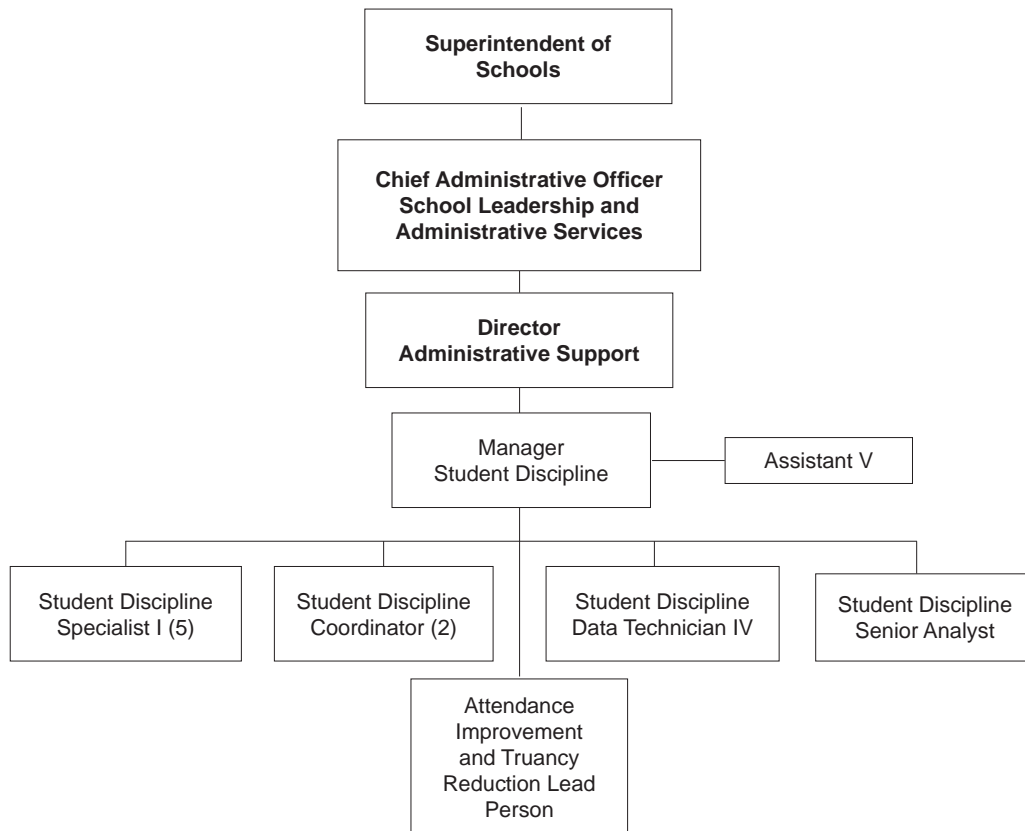 Superintendent of
Schools
Chief Administrative Officer
School Leadership and
Administrative Services
Director
Administrative Support
Manager
Student Discipline
Assistant V
Student Discipline
Specialist I (5)
Student Discipline
Coordinator (2)
Student Discipline
Data Technician IV
Student Discipline
Senior Analyst
Attendance
Improvement
and Truancy
Reduction Lead
Person